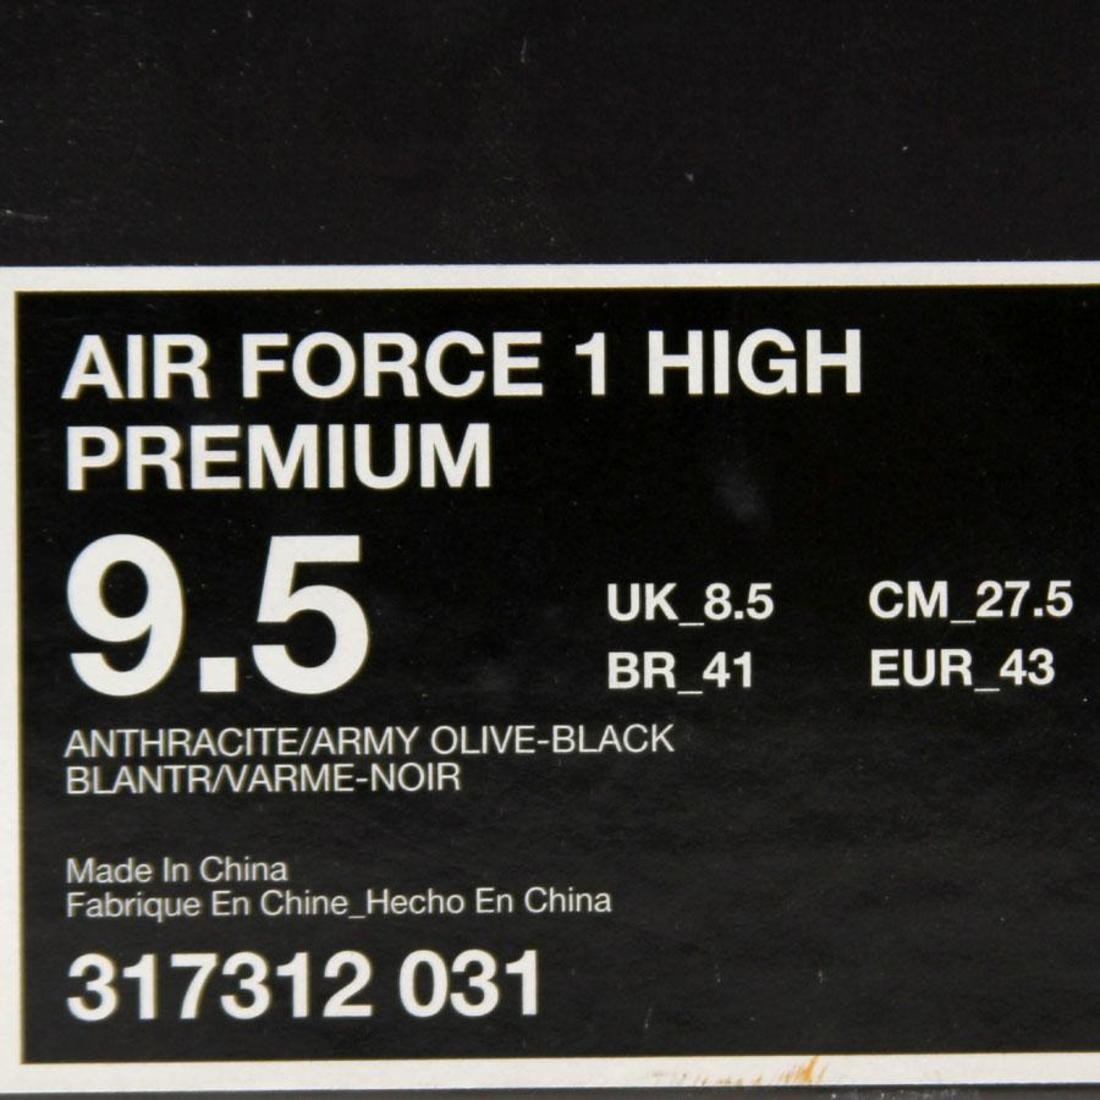 AIR FORCE 1 HIGH
PREMIUM
9.5
UK_8.5 CM_27.5
BR_41 EUR_43
ANTHRACITE/ARMY OLIVE-BLACK
BLANTR/VARME-NOIR
Made In China
Fabrique En Chine_Hecho En China
317312 031